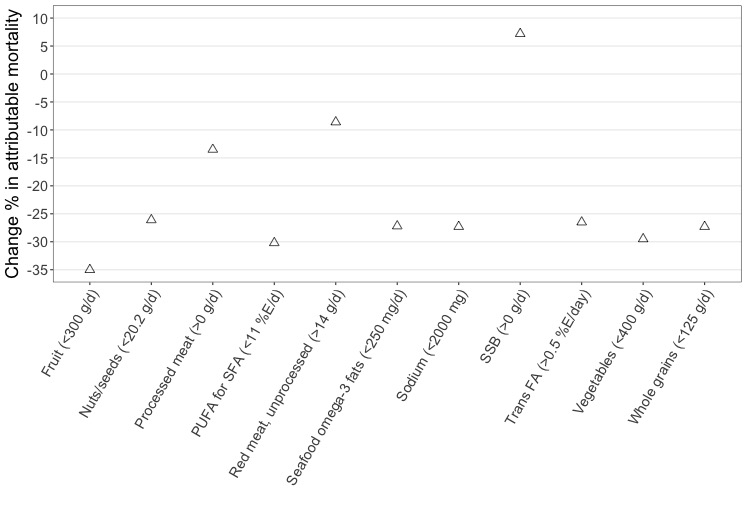 Change % in attributable mortality
10
5
0
-5
-10
-15
-20
-25
-30
-35
Fruit (<300 g/d)
Nuts/seeds (<20.2 g/d)
Processed meat (>0 g/d)
PUFA for SFA (<11 %E/d)
Red meat, unprocessed (>14 g/d)
Seafood omega-3 fats (<250 mg/d)
Sodium (<2000 mg)
SSB (>0 g/d)
Trans FA (>0.5 %E/day)
Vegetables (<400 g/d)
Whole grains (<125 g/d)